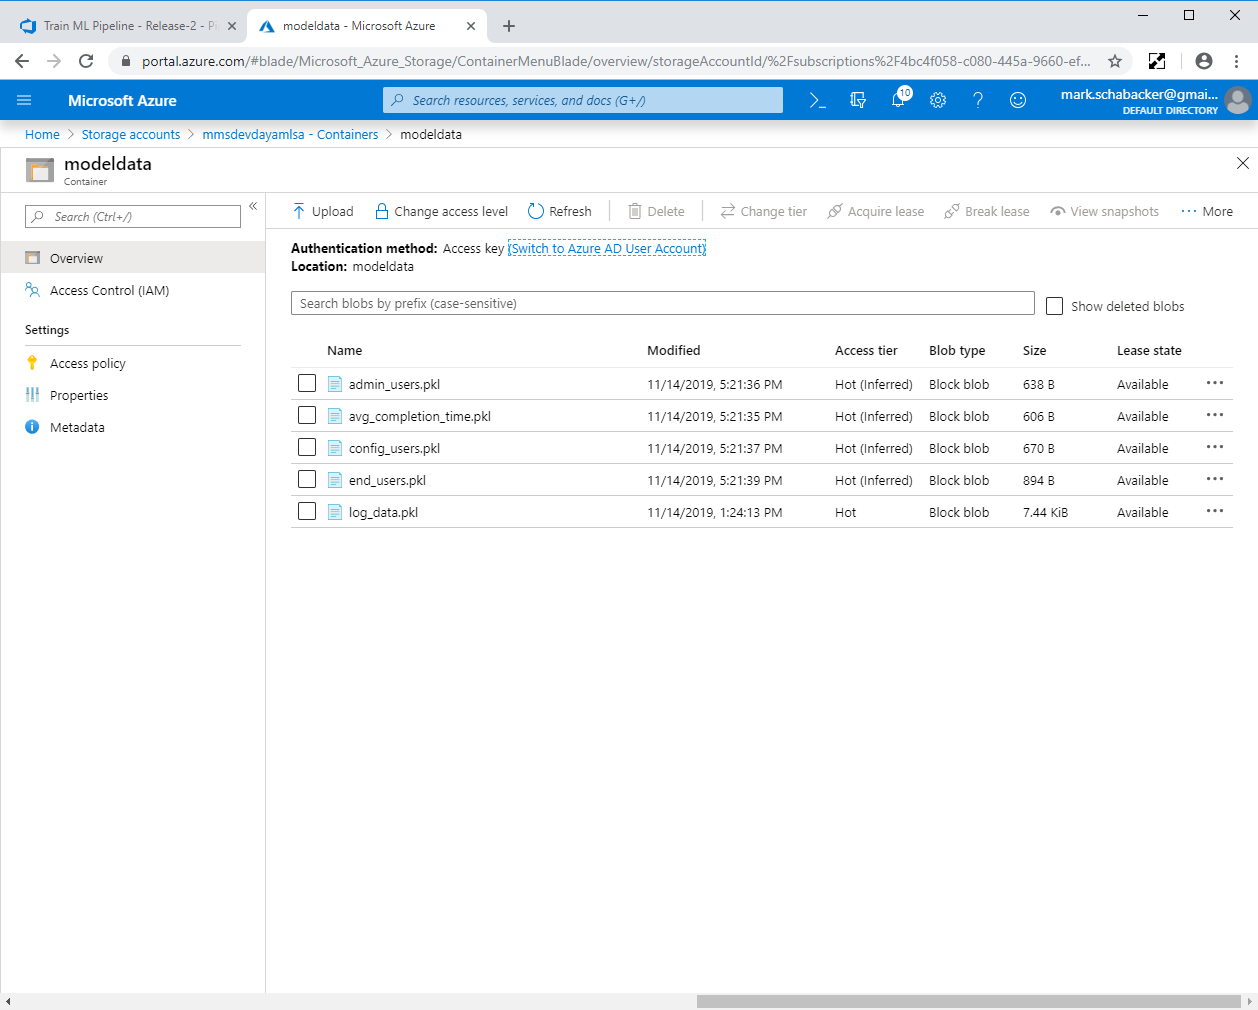 Train ML Pipeline - Release-2 - Pi
modeldata - Microsoft Azure
portal.azure.com/#blade/Microsoft_Azure_Storage/ContainerMenuBlade/overview/storageAccountId/%2Fsubscriptions%2F4bc4f058-c080-445a-9660-ef...
Microsoft Azure
Search resources, services, and docs (G+/)
10
mark.schabacker@gmai...
DEFAULT DIRECTORY
Home > Storage accounts > mmsdevdayamlsa - Containers > modeldata
modeldata
Container
Search (Ctrl+/)
«
Overview
Access Control (IAM)
Settings
Access policy
Properties
Metadata
Upload Change access level Refresh Delete Change tier Acquire lease Break lease View snapshots ... More
Authentication method: Access key (Switch to Azure AD User Account)
Location: modeldata
Search blobs by prefix (case-sensitive)
Show deleted blobs
Name Modified Access tier Blob type Size Lease state
admin_users.pkl 11/14/2019, 5:21:36 PM Hot (Inferred) Block blob 638 B Available ...
avg_completion_time.pkl 11/14/2019, 5:21:35 PM Hot (Inferred) Block blob 606 B Available ...
config_users.pkl 11/14/2019, 5:21:37 PM Hot (Inferred) Block blob 670 B Available ...
end_users.pkl 11/14/2019, 5:21:39 PM Hot (Inferred) Block blob 894 B Available ...
log_data.pkl 11/14/2019, 1:24:13 PM Hot Block blob 7.44 KiB Available ...